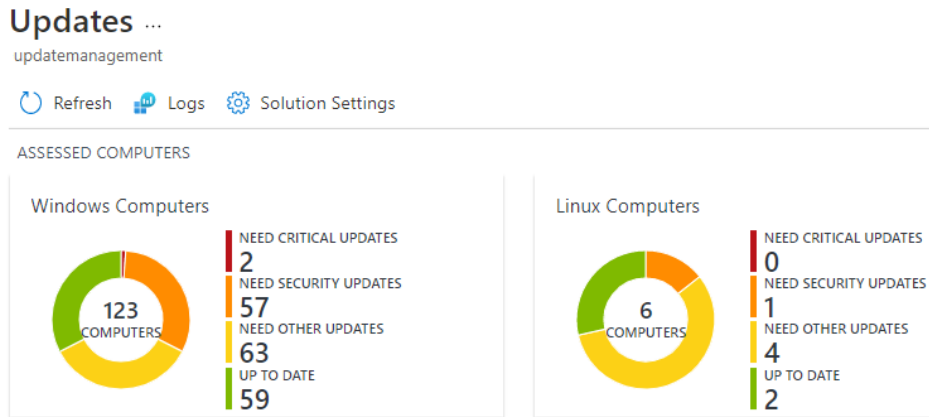 Updates ...
updatemanagement
Refresh Logs Solution Settings
ASSESSED COMPUTERS
Windows Computers
123
COMPUTERS
NEED CRITICAL UPDATES
2
NEED SECURITY UPDATES
57
NEED OTHER UPDATES
63
UP TO DATE
59
Linux Computers
6
COMPUTERS
NEED CRITICAL UPDATES
0
NEED SECURITY UPDATES
1
NEED OTHER UPDATES
4
UP TO DATE
2